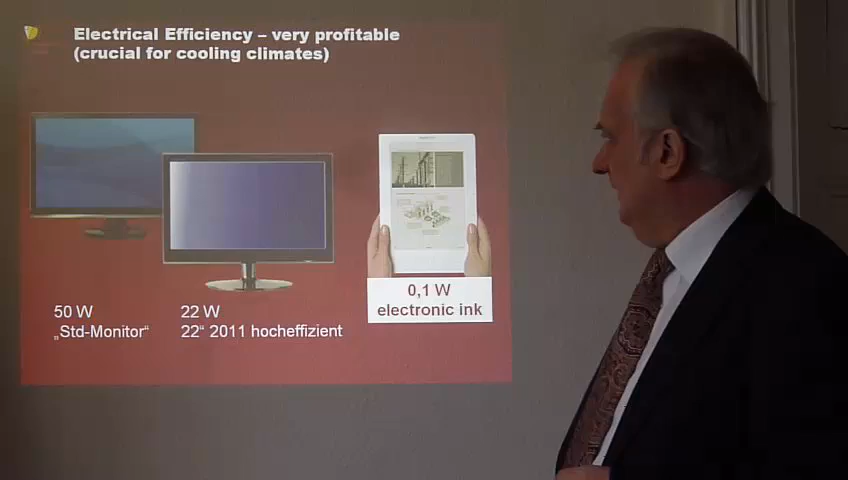 Electrical Efficiency – very profitable
(crucial for cooling climates)
50 W
„Std-Monitor“
22 W
22“ 2011 hocheffizient
0,1 W
electronic ink